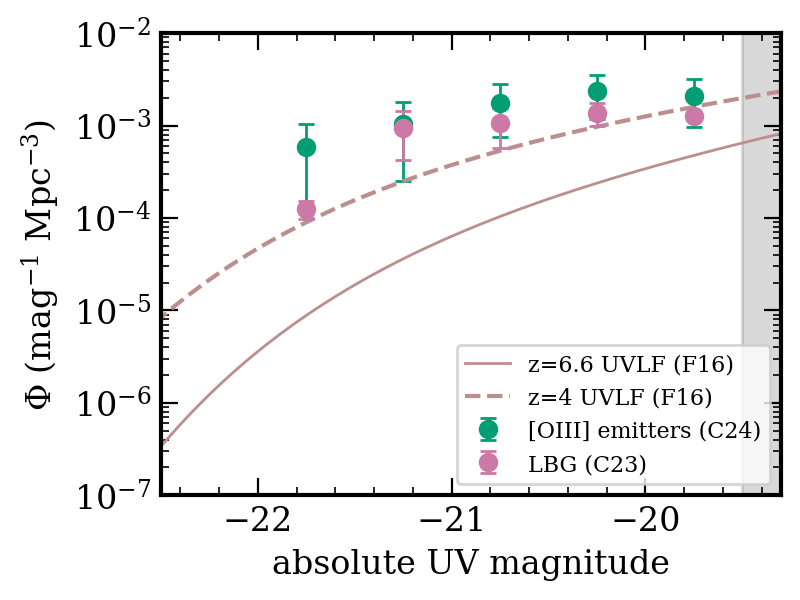 10⁻²
10⁻³
10⁻⁴
10⁻⁵
10⁻⁶
10⁻⁷
Φ (mag⁻¹ Mpc⁻³)
z=6.6 UVLF (F16)
z=4 UVLF (F16)
[OIII] emitters (C24)
LBG (C23)
−22 −21 −20
absolute UV magnitude